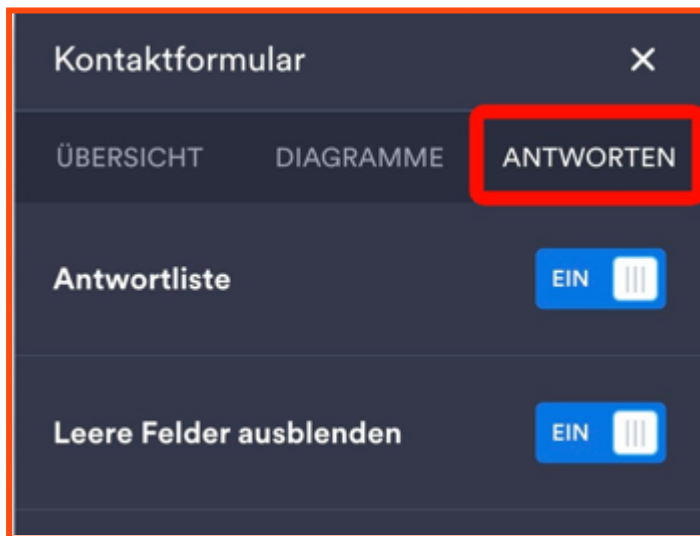 Kontaktformular
ÜBERSICHT DIAGRAMME ANTWORTEN
Antwortliste EIN
Leere Felder ausblenden EIN